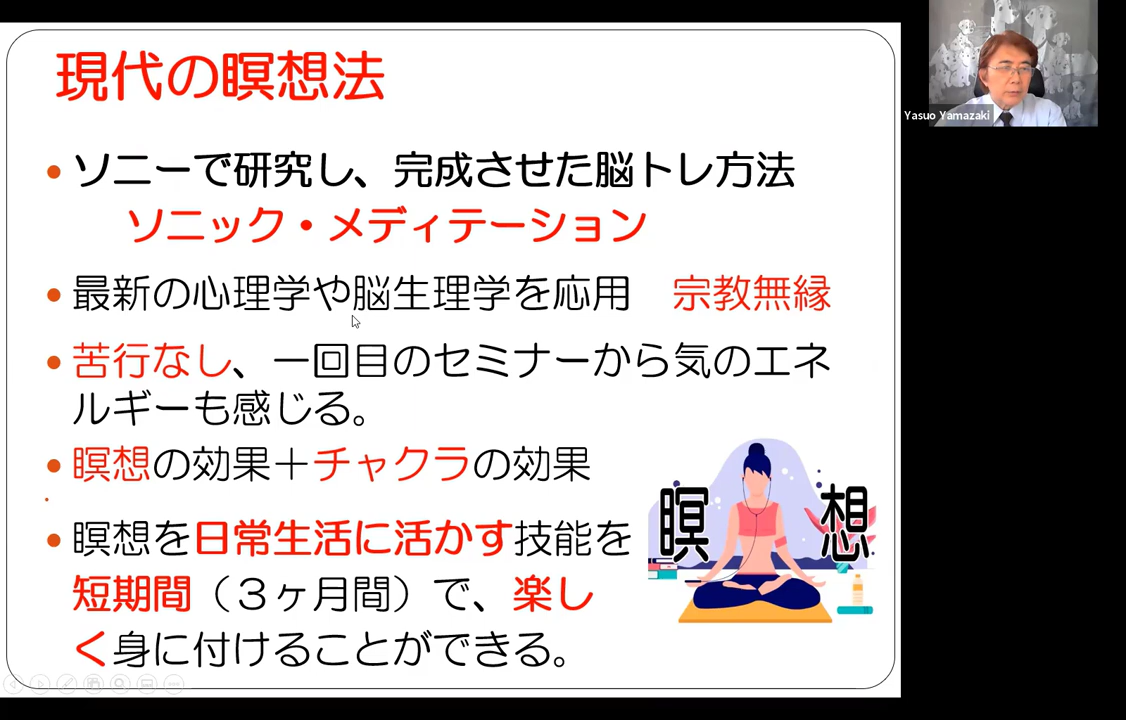 現代の瞑想法
Yasuo Yamazaki
• ソニーで研究し、完成させた脳トレ方法
ソニック・メディテーション
• 最新の心理学や脳生理学を応用　宗教無縁
• 苦行なし、一回目のセミナーから気のエネ
ルギーも感じる。
• 瞑想の効果＋チャクラの効果
• 瞑想を日常生活に活かす技能を
短期間（３ヶ月間）で、楽し
く身に付けることができる。
瞑 想